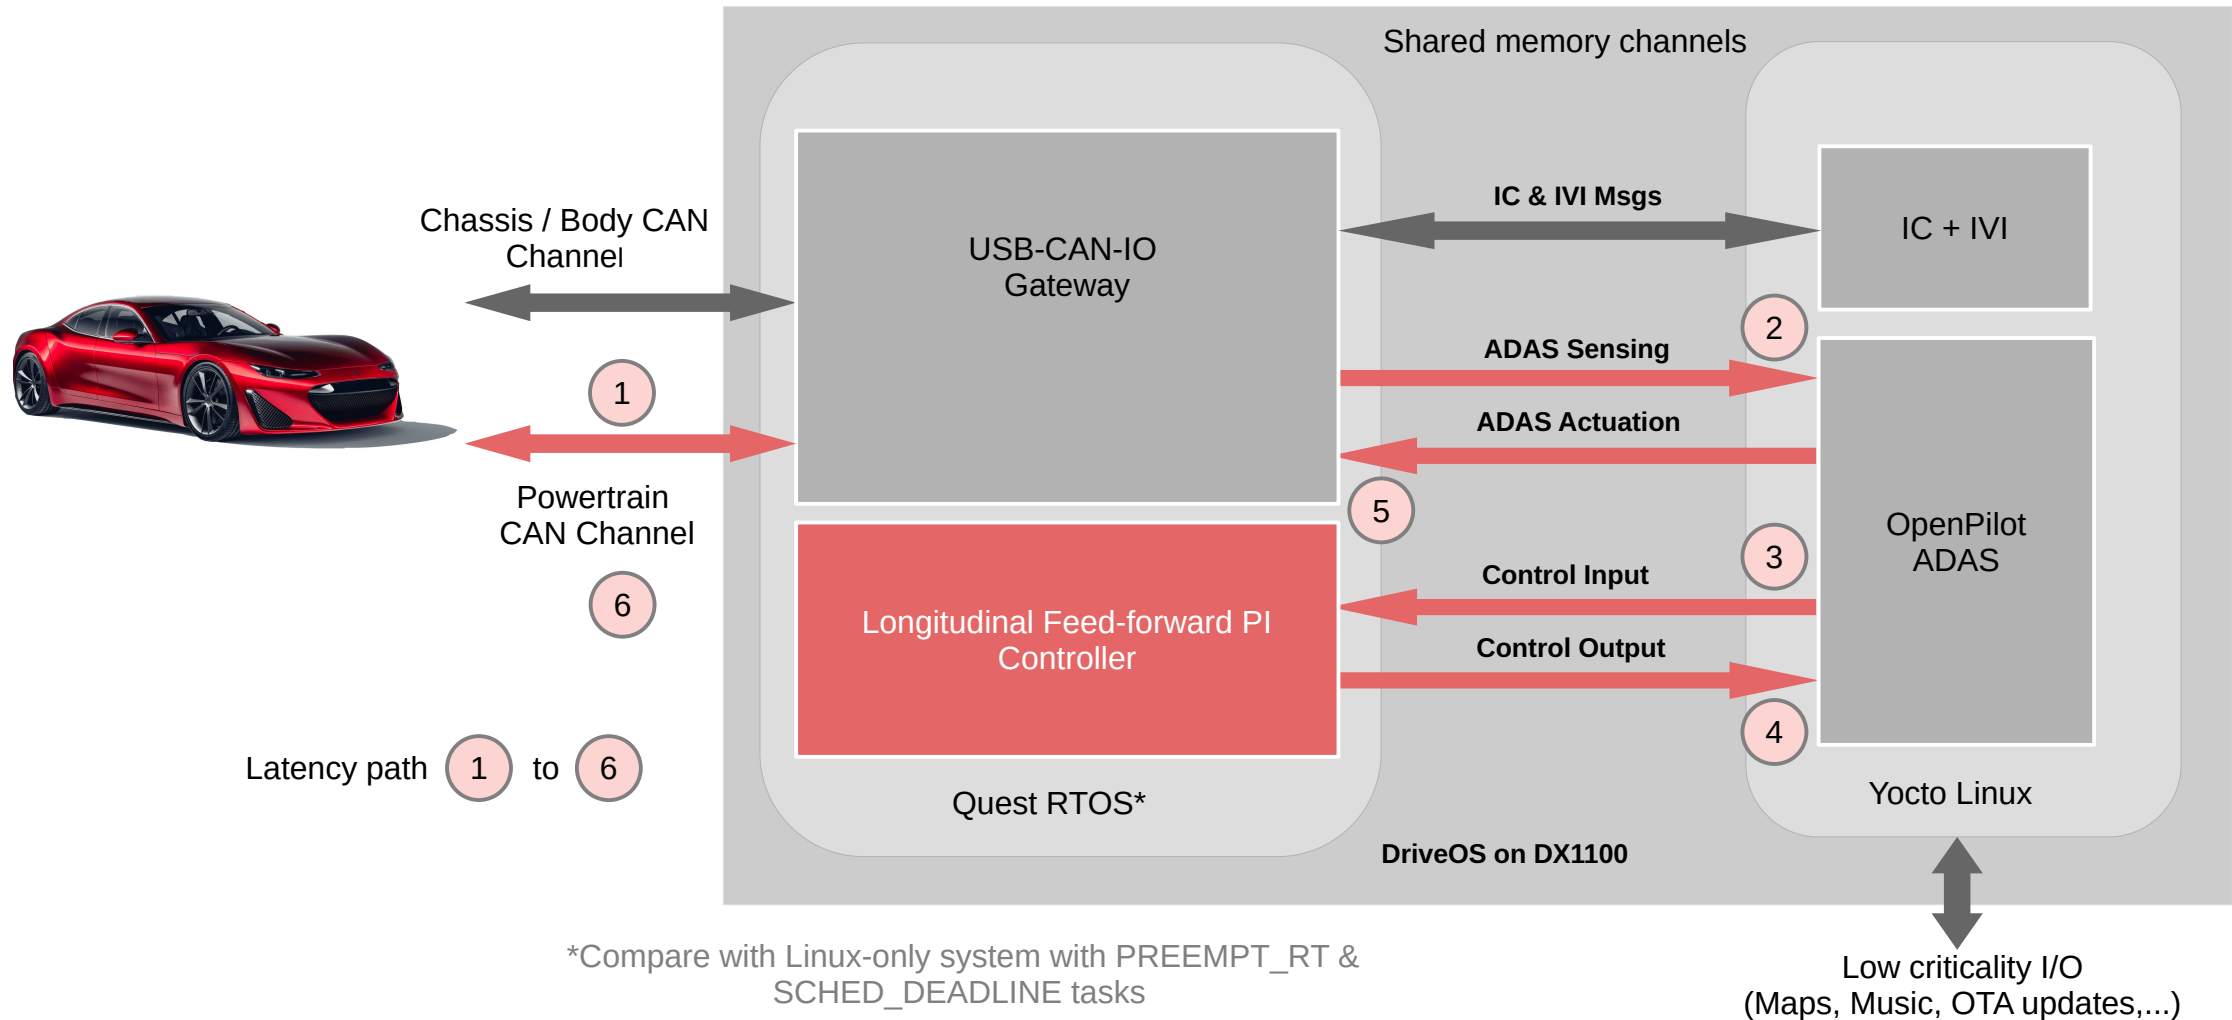 Shared memory channels
Chassis / Body CAN
Channel
USB-CAN-IO
Gateway
IC & IVI Msgs
IC + IVI
1
2
ADAS Sensing
ADAS Actuation
Powertrain
CAN Channel
5
3
OpenPilot
ADAS
Control Input
6
Longitudinal Feed-forward PI
Controller
Control Output
4
Latency path 1 to 6
Quest RTOS*
Yocto Linux
DriveOS on DX1100
*Compare with Linux-only system with PREEMPT_RT &
SCHED_DEADLINE tasks
Low criticality I/O
(Maps, Music, OTA updates,...)